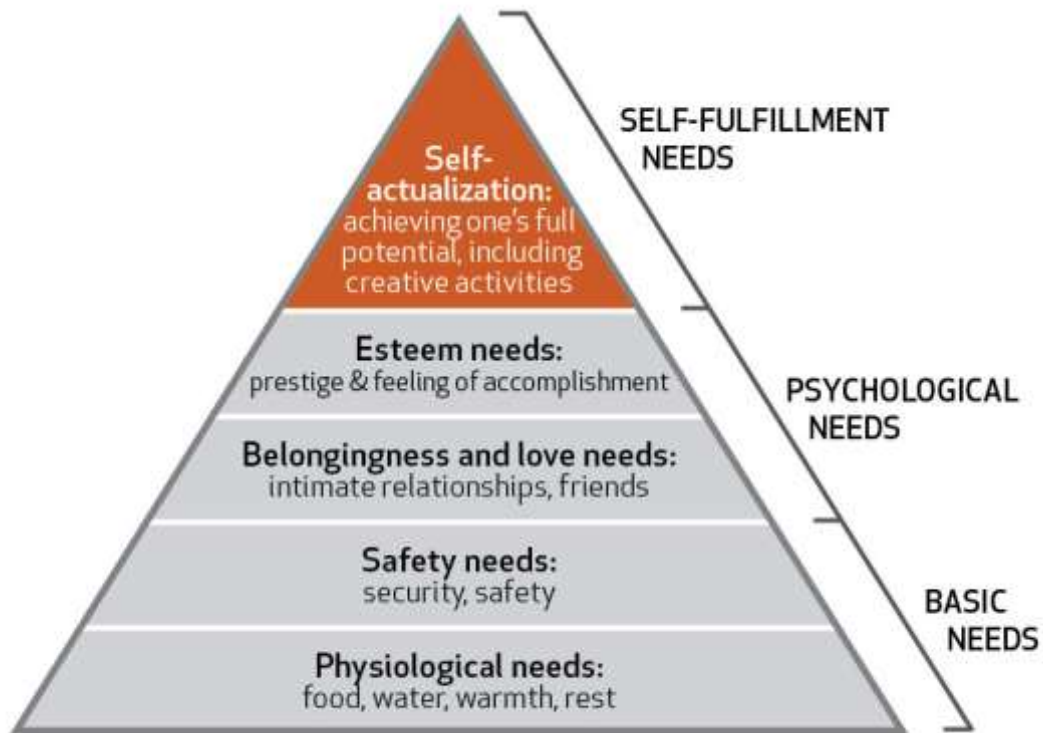 Self-
actualization:
achieving one's full
potential, including
creative activities
SELF-FULFILLMENT
NEEDS
Esteem needs:
prestige & feeling of accomplishment
PSYCHOLOGICAL
NEEDS
Belongingness and love needs:
intimate relationships, friends
Safety needs:
security, safety
BASIC
NEEDS
Physiological needs:
food, water, warmth, rest